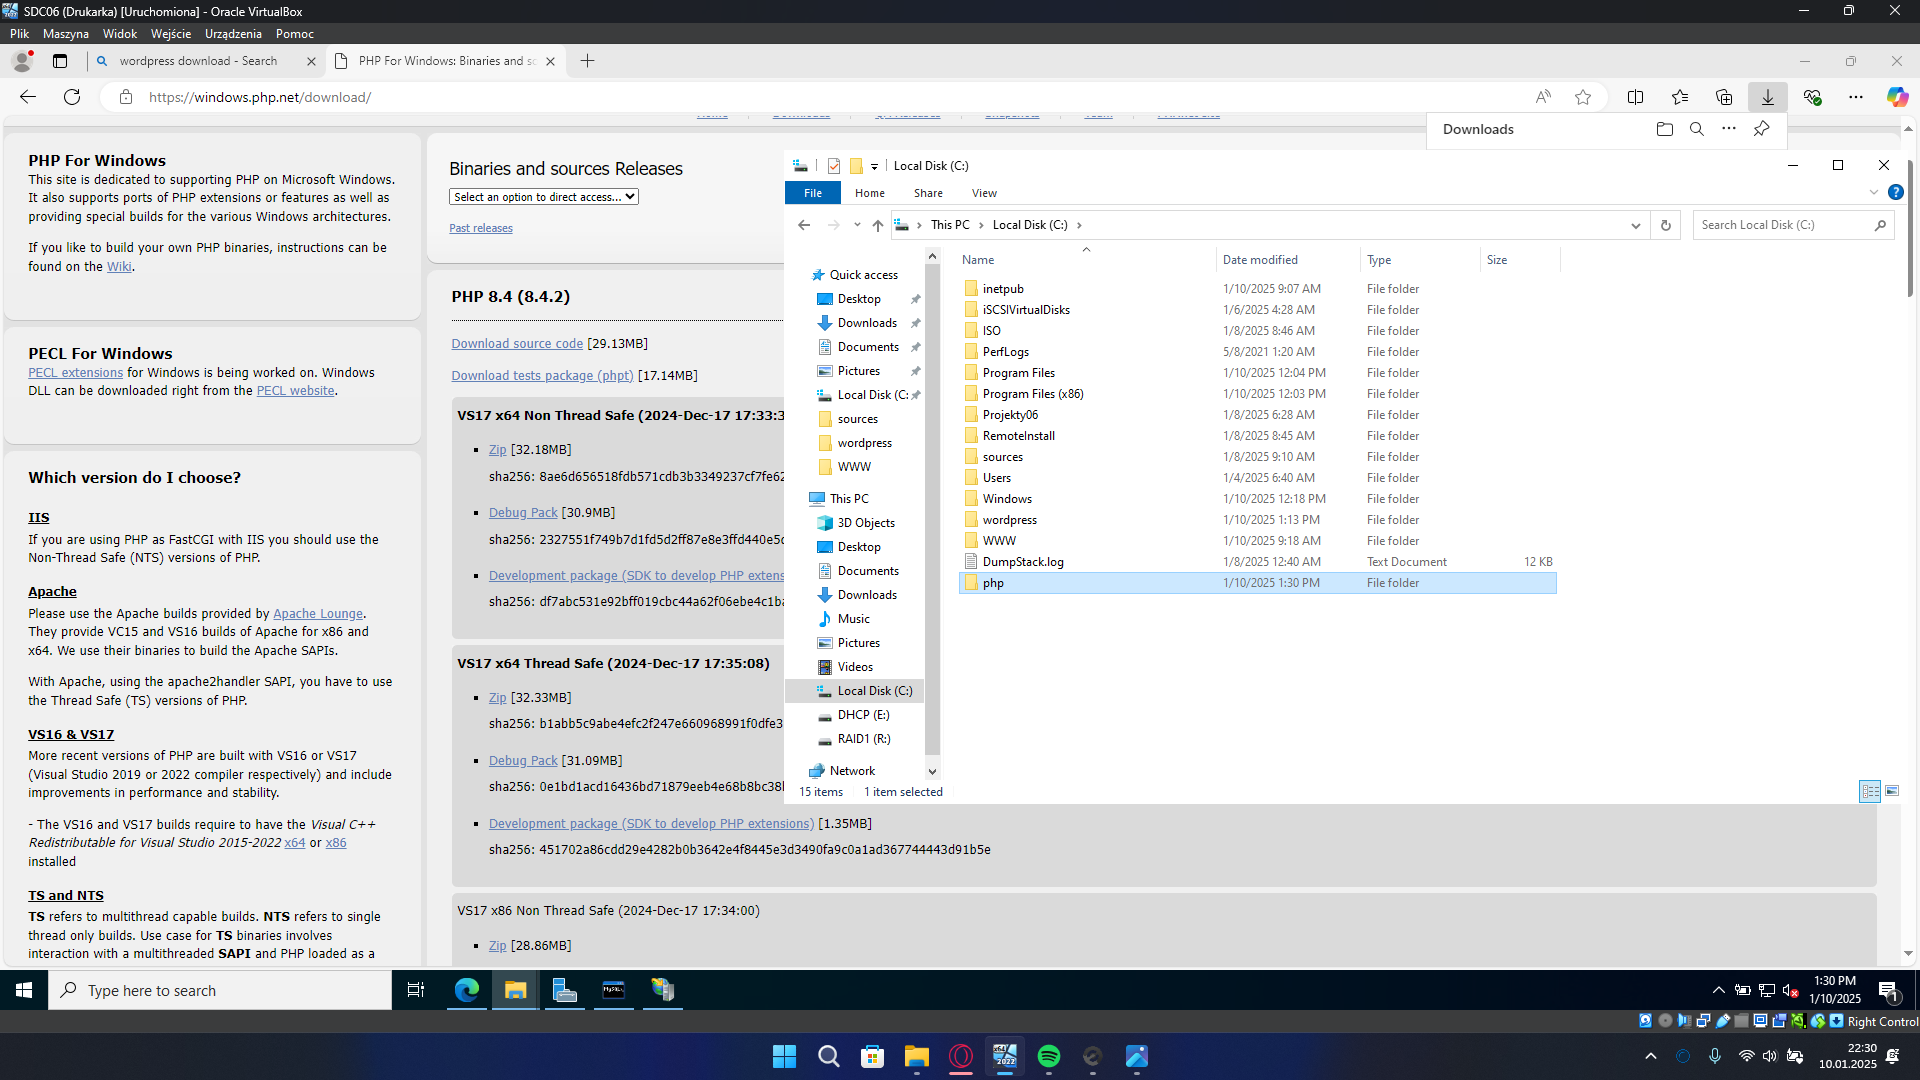 SDC06 (Drukarka) [Uruchomiona] - Oracle VirtualBox
Plik Maszyna Widok Wejście Urządzenia Pomoc
wordpress download - Search
PHP For Windows: Binaries and sc
https://windows.php.net/download/
Downloads
PHP For Windows
This site is dedicated to supporting PHP on Microsoft Windows.
It also supports ports of PHP extensions or features as well as
providing special builds for the various Windows architectures.
If you like to build your own PHP binaries, instructions can be
found on the Wiki.
PECL For Windows
PECL extensions for Windows is being worked on. Windows
DLL can be downloaded right from the PECL website.
Which version do I choose?
IIS
If you are using PHP as FastCGI with IIS you should use the
Non-Thread Safe (NTS) versions of PHP.
Apache
Please use the Apache builds provided by Apache Lounge.
They provide VC15 and VS16 builds of Apache for x86 and
x64. We use their binaries to build the Apache SAPIs.
With Apache, using the apache2handler SAPI, you have to use
the Thread Safe (TS) versions of PHP.
VS16 & VS17
More recent versions of PHP are built with VS16 or VS17
(Visual Studio 2019 or 2022 compiler respectively) and include
improvements in performance and stability.
- The VS16 and VS17 builds require to have the Visual C++
Redistributable for Visual Studio 2015-2022 x64 or x86
installed
TS and NTS
TS refers to multithread capable builds. NTS refers to single
thread only builds. Use case for TS binaries involves
interaction with a multithreaded SAPI and PHP loaded as a
Binaries and sources Releases
Select an option to direct access...
Past releases
PHP 8.4 (8.4.2)
Download source code [29.13MB]
Download tests package (phpt) [17.14MB]
VS17 x64 Non Thread Safe (2024-Dec-17 17:33:3
Zip [32.18MB]
sha256: 8ae6d656518fdb571cdb3b3349237cf7fe62
Debug Pack [30.9MB]
sha256: 2327551f749b7d1fd5d2ff87e8e3ffd440e5c
Development package (SDK to develop PHP extens
sha256: df7abc531e92bff019cbc44a62f06ebe4c1ba
VS17 x64 Thread Safe (2024-Dec-17 17:35:08)
Zip [32.33MB]
sha256: b1abb5c9abe4efc2f247e660968991f0dfe3
Debug Pack [31.09MB]
sha256: 0e1bd1acd16436bd71879eeb4e68b8bc38
Development package (SDK to develop PHP extensions) [1.35MB]
sha256: 451702a86cdd29e4282b0b3642e4f8445e3d3490fa9c0a1ad367744443d91b5e
VS17 x86 Non Thread Safe (2024-Dec-17 17:34:00)
Zip [28.86MB]
Local Disk (C:)
File Home Share View
This PC Local Disk (C:)
Search Local Disk (C:)
Quick access
Desktop
Downloads
Documents
Pictures
Local Disk (C:
sources
wordpress
WWW
This PC
3D Objects
Desktop
Documents
Downloads
Music
Pictures
Videos
Local Disk (C:)
DHCP (E:)
RAID1 (R:)
Network
Name Date modified Type Size
inetpub 1/10/2025 9:07 AM File folder
iSCSIVirtualDisks 1/6/2025 4:28 AM File folder
ISO 1/8/2025 8:46 AM File folder
PerfLogs 5/8/2021 1:20 AM File folder
Program Files 1/10/2025 12:04 PM File folder
Program Files (x86) 1/10/2025 12:03 PM File folder
Projekty06 1/8/2025 6:28 AM File folder
RemoteInstall 1/8/2025 8:45 AM File folder
sources 1/8/2025 9:10 AM File folder
Users 1/4/2025 6:40 AM File folder
Windows 1/10/2025 12:18 PM File folder
wordpress 1/10/2025 1:13 PM File folder
WWW 1/10/2025 9:18 AM File folder
DumpStack.log 1/8/2025 12:40 AM Text Document 12 KB
php 1/10/2025 1:30 PM File folder
15 items 1 item selected
Type here to search
1:30 PM
1/10/2025
1
Right Control
22:30
10.01.2025